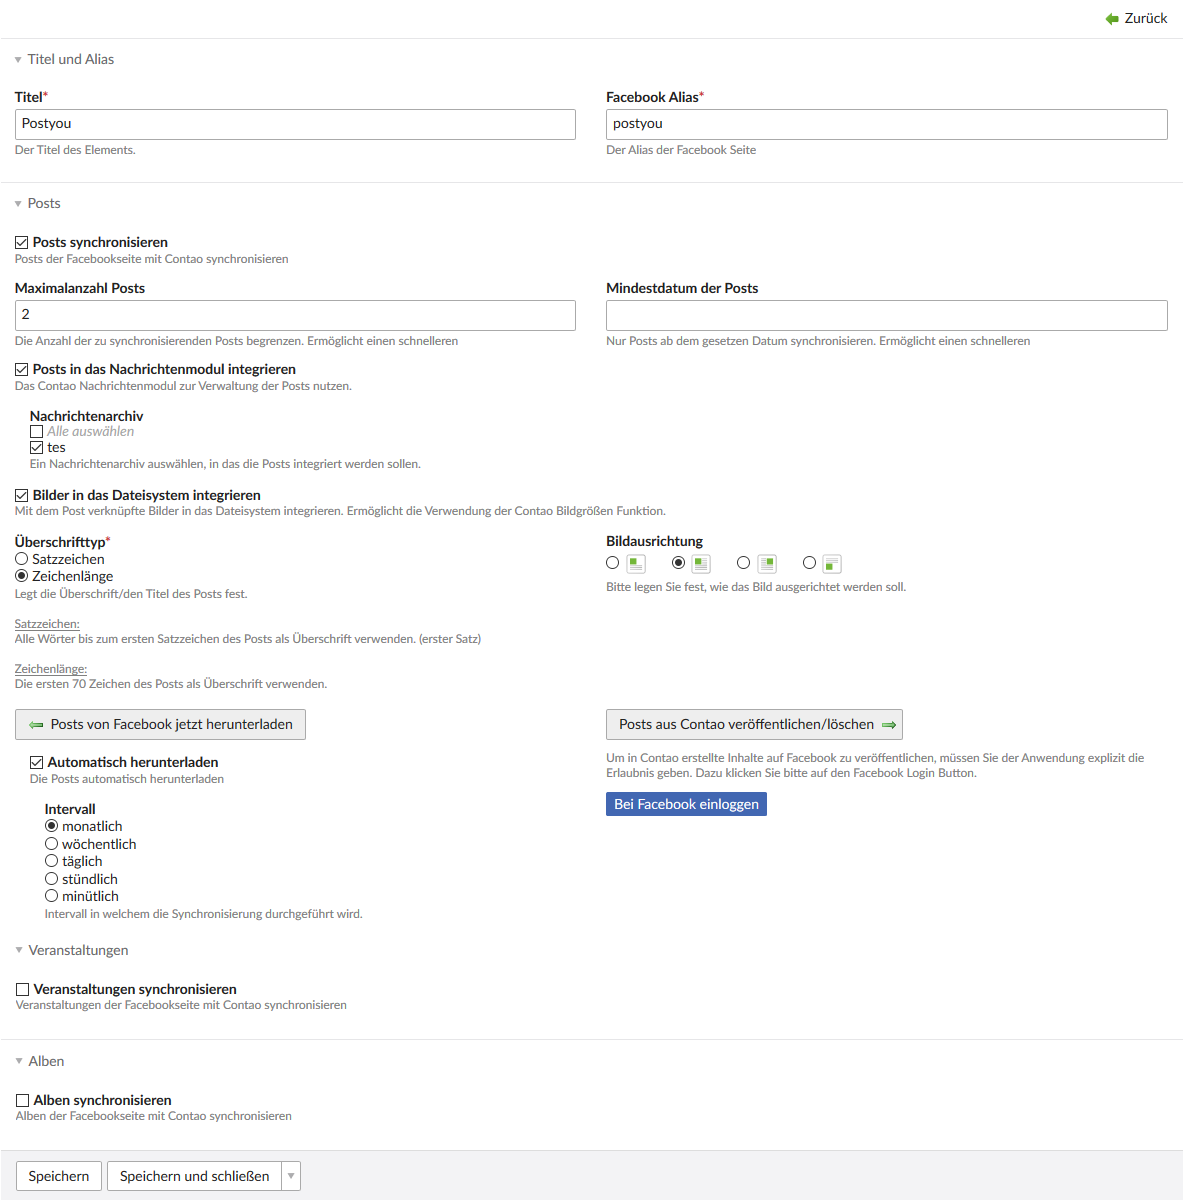 Zurück
Titel und Alias
Titel*
Postyou
Der Titel des Elements.
Facebook Alias*
postyou
Der Alias der Facebook Seite
Posts
Posts synchronisieren
Posts der Facebookseite mit Contao synchronisieren
Maximalanzahl Posts
2
Die Anzahl der zu synchronisierenden Posts begrenzen. Ermöglicht einen schnelleren
Mindestdatum der Posts
Nur Posts ab dem gesetzen Datum synchronisieren. Ermöglicht einen schnelleren
Posts in das Nachrichtenmodul integrieren
Das Contao Nachrichtenmodul zur Verwaltung der Posts nutzen.
Nachrichtenarchiv
Alle auswählen
tes
Ein Nachrichtenarchiv auswählen, in das die Posts integriert werden sollen.
Bilder in das Dateisystem integrieren
Mit dem Post verknüpfte Bilder in das Dateisystem integrieren. Ermöglicht die Verwendung der Contao Bildgrößen Funktion.
Überschrifttyp*
Satzzeichen
Zeichenlänge
Legt die Überschrift/den Titel des Posts fest.
Satzzeichen:
Alle Wörter bis zum ersten Satzzeichen des Posts als Überschrift verwenden. (erster Satz)
Zeichenlänge:
Die ersten 70 Zeichen des Posts als Überschrift verwenden.
Bildausrichtung
Bitte legen Sie fest, wie das Bild ausgerichtet werden soll.
Posts von Facebook jetzt herunterladen
Automatisch herunterladen
Die Posts automatisch herunterladen
Intervall
monatlich
wöchentlich
täglich
stündlich
minütlich
Intervall in welchem die Synchronisierung durchgeführt wird.
Posts aus Contao veröffentlichen/löschen
Um in Contao erstellte Inhalte auf Facebook zu veröffentlichen, müssen Sie der Anwendung explizit die
Erlaubnis geben. Dazu klicken Sie bitte auf den Facebook Login Button.
Bei Facebook einloggen
Veranstaltungen
Veranstaltungen synchronisieren
Veranstaltungen der Facebookseite mit Contao synchronisieren
Alben
Alben synchronisieren
Alben der Facebookseite mit Contao synchronisieren
Speichern
Speichern und schließen